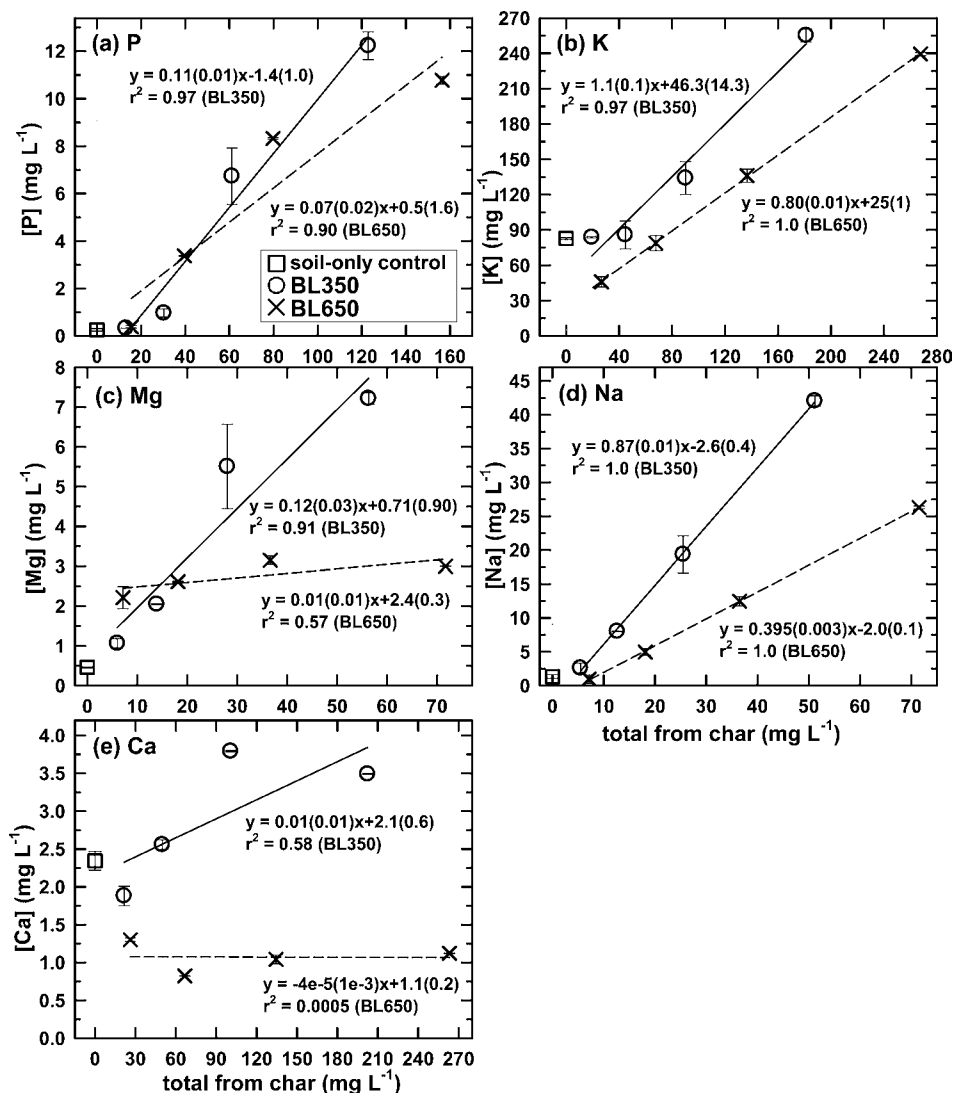 (a) P
y = 0.11(0.01)x-1.4(1.0)
r² = 0.97 (BL350)
y = 0.07(0.02)x+0.5(1.6)
r² = 0.90 (BL650)
soil-only control
BL350
BL650
[P] (mg L⁻¹)
12
10
8
6
4
2
0
0 20 40 60 80 100 120 140 160
(b) K
y = 1.1(0.1)x+46.3(14.3)
r² = 0.97 (BL350)
y = 0.80(0.01)x+25(1)
r² = 1.0 (BL650)
[K] (mg L⁻¹)
270
240
210
180
150
120
90
60
30
0
0 40 80 120 160 200 240 280
(c) Mg
y = 0.12(0.03)x+0.71(0.90)
r² = 0.91 (BL350)
y = 0.01(0.01)x+2.4(0.3)
r² = 0.57 (BL650)
[Mg] (mg L⁻¹)
8
7
6
5
4
3
2
1
0
0 10 20 30 40 50 60 70
(d) Na
y = 0.87(0.01)x-2.6(0.4)
r² = 1.0 (BL350)
y = 0.395(0.003)x-2.0(0.1)
r² = 1.0 (BL650)
[Na] (mg L⁻¹)
45
40
35
30
25
20
15
10
5
0
0 10 20 30 40 50 60 70
total from char (mg L⁻¹)
(e) Ca
y = 0.01(0.01)x+2.1(0.6)
r² = 0.58 (BL350)
y = -4e-5(1e-3)x+1.1(0.2)
r² = 0.0005 (BL650)
[Ca] (mg L⁻¹)
4.0
3.5
3.0
2.5
2.0
1.5
1.0
0.5
0.0
0 30 60 90 120 150 180 210 240 270
total from char (mg L⁻¹)